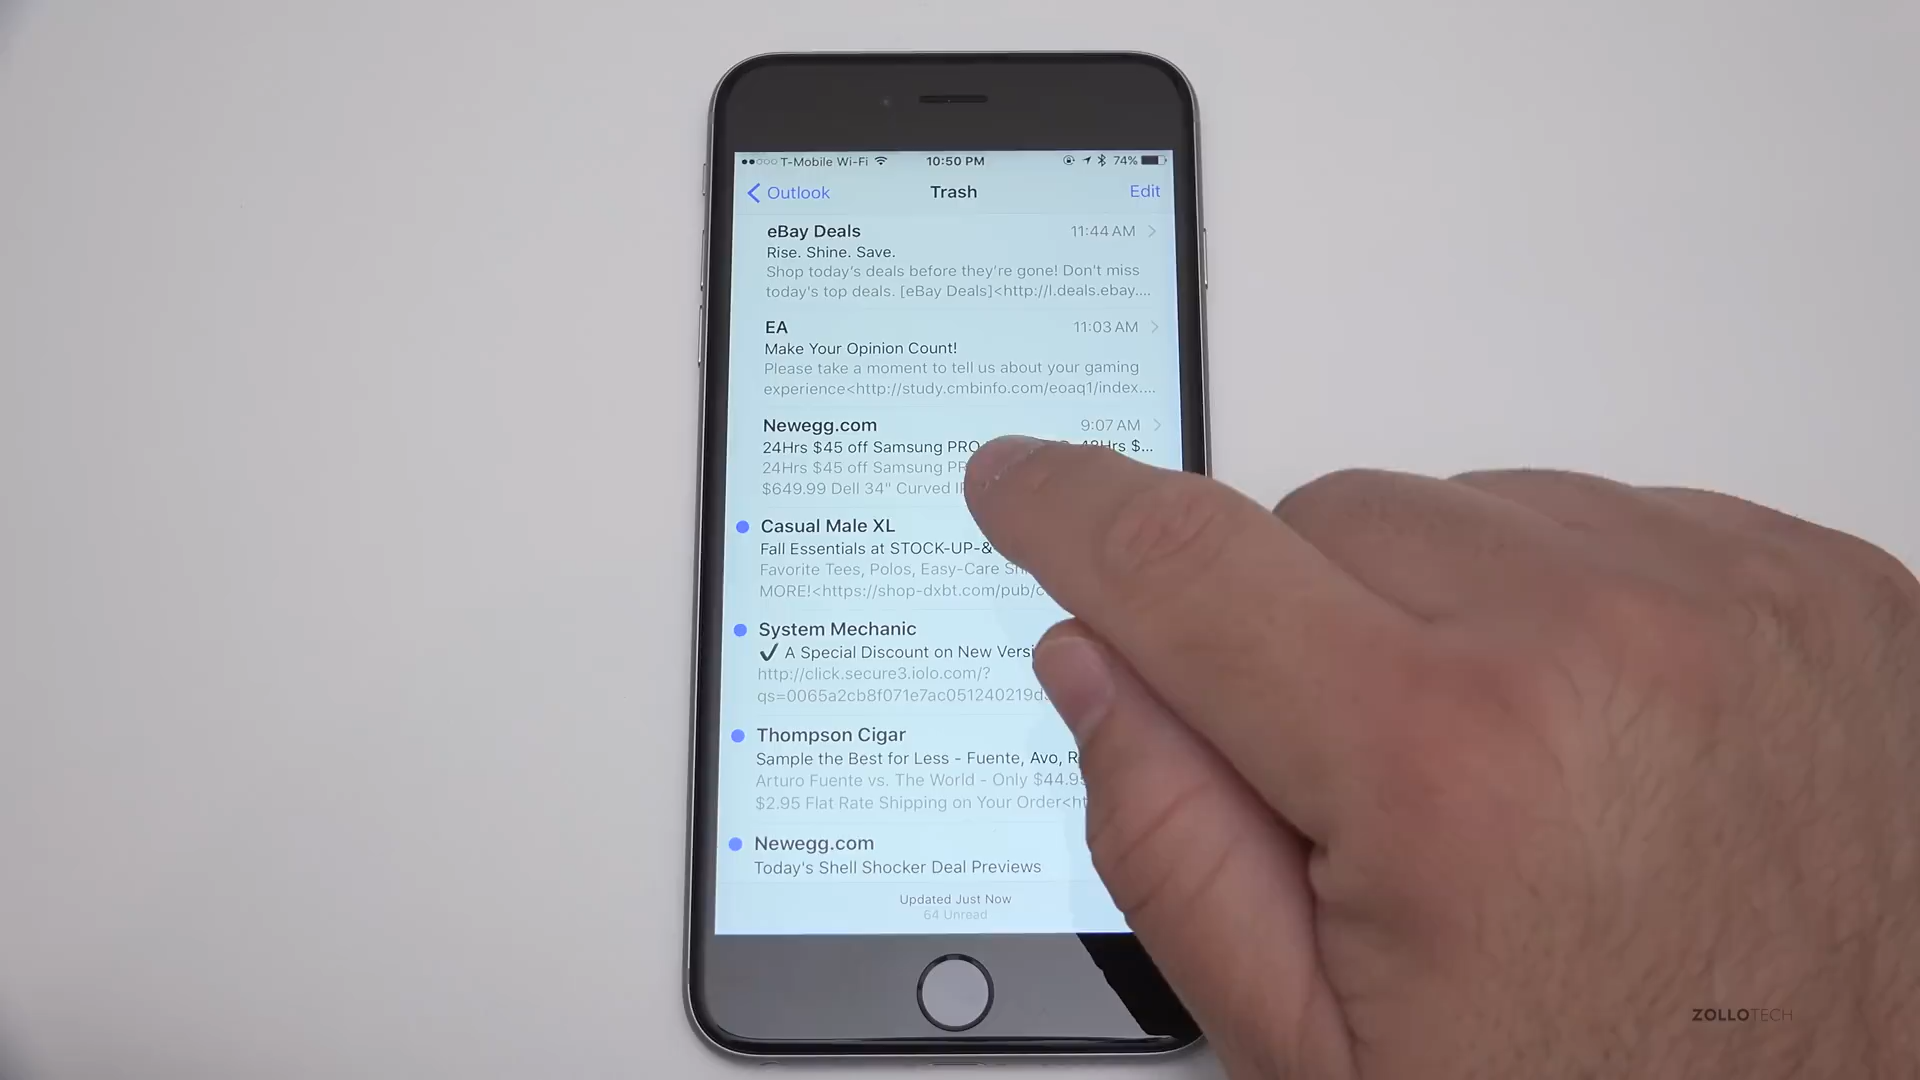 T-Mobile Wi-Fi 10:50 PM 74%
Outlook Trash Edit
eBay Deals 11:44 AM
Rise. Shine. Save.
Shop today's deals before they're gone! Don't miss
today's top deals. [eBay Deals]<http://l.deals.ebay....
EA 11:03 AM
Make Your Opinion Count!
Please take a moment to tell us about your gaming
experience<http://study.cmbinfo.com/eoaq1/index....
Newegg.com 9:07 AM
24Hrs $45 off Samsung PRO 48Hrs $...
24Hrs $45 off Samsung PR
$649.99 Dell 34" Curved
Casual Male XL
Fall Essentials at STOCK-UP-&
Favorite Tees, Polos, Easy-Care
MORE!<https://shop-dxbt.com/pub/c
System Mechanic
✓ A Special Discount on New Versi
http://click.secure3.iolo.com/?
qs=0065a2cb8f071e7ac051240219d
Thompson Cigar
Sample the Best for Less - Fuente, Avo, R
Arturo Fuente vs. The World - Only $44.95
$2.95 Flat Rate Shipping on Your Order<ht
Newegg.com
Today's Shell Shocker Deal Previews
Updated Just Now
64 Unread
ZOLLOTECH